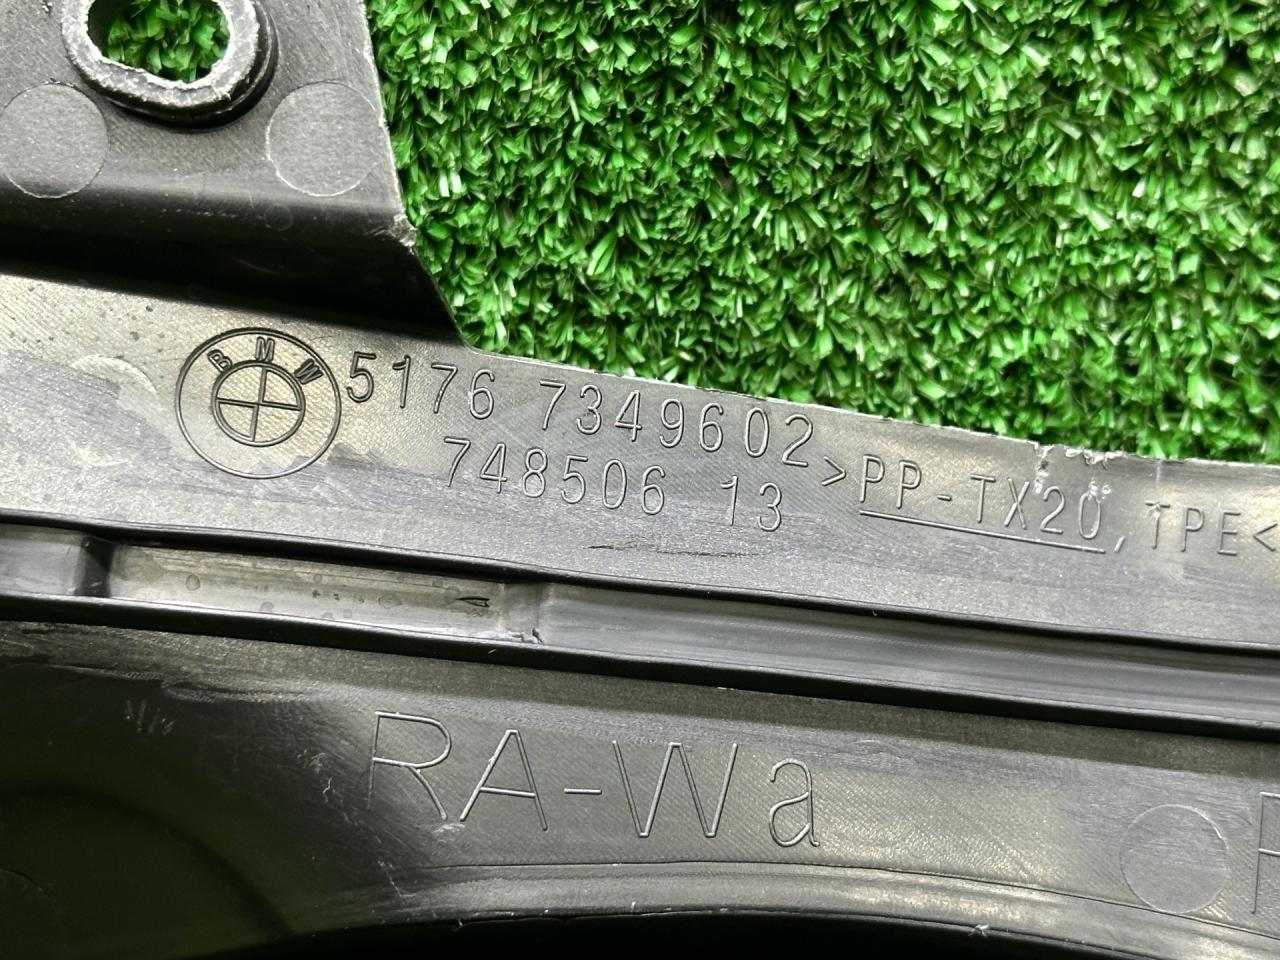 BMW
5176 7349602
748506 13
>PP-TX20, TPE<
RA-Wa